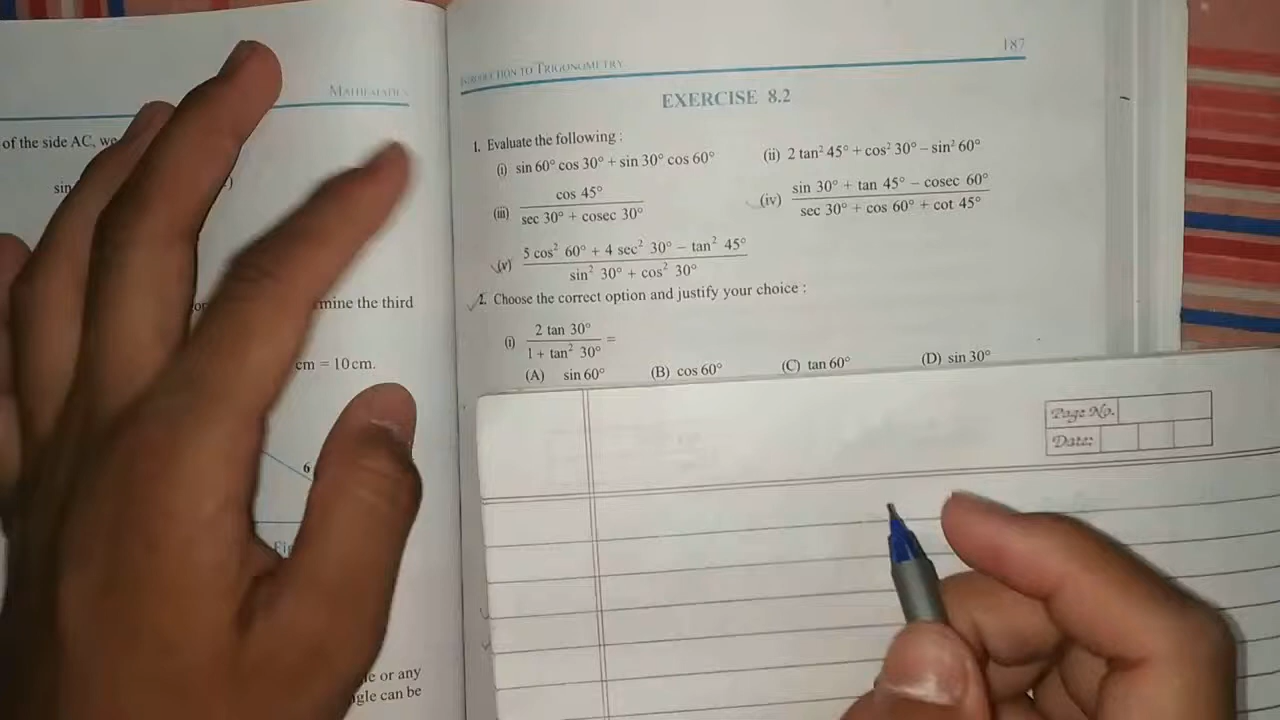 MATHEMATICS
of the side AC, we
sin
mine the third
cm = 10 cm.
6
or any
gle can be
INTRODUCTION TO TRIGONOMETRY
187
EXERCISE 8.2
1. Evaluate the following :
(i) sin 60° cos 30° + sin 30° cos 60°
(ii) 2 tan² 45° + cos² 30° – sin² 60°
(iii) cos 45° / sec 30° + cosec 30°
(iv) sin 30° + tan 45° – cosec 60° / sec 30° + cos 60° + cot 45°
(v) 5 cos² 60° + 4 sec² 30° – tan² 45° / sin² 30° + cos² 30°
2. Choose the correct option and justify your choice :
(i) 2 tan 30° / 1 + tan² 30° =
(A) sin 60° (B) cos 60° (C) tan 60° (D) sin 30°
Page No.
Date: